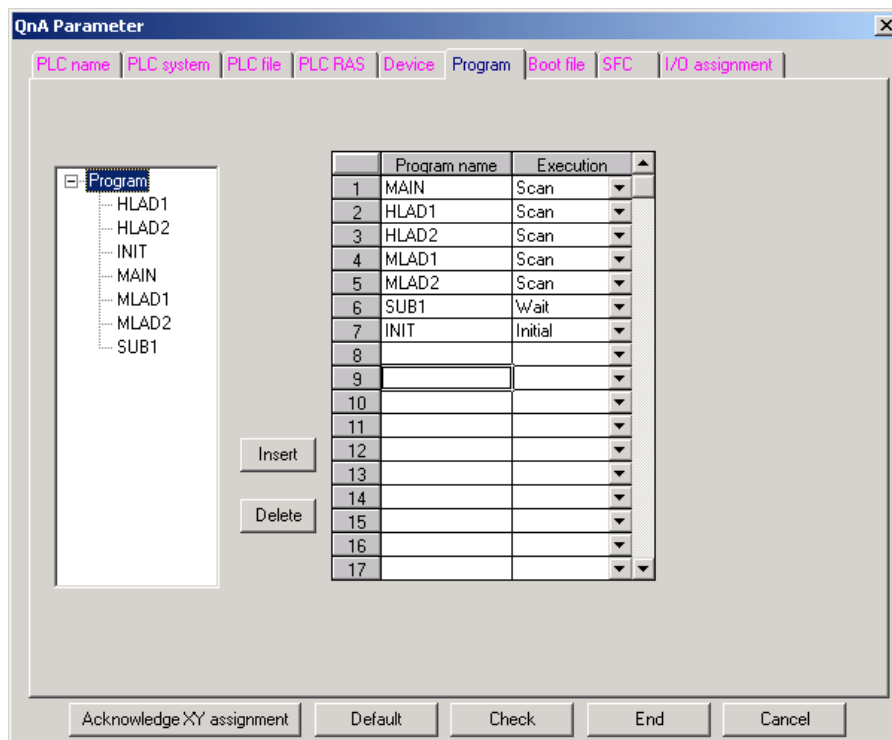 QnA Parameter
PLC name PLC system PLC file PLC RAS Device Program Boot file SFC I/O assignment
Program
HLAD1
HLAD2
INIT
MAIN
MLAD1
MLAD2
SUB1
Insert
Delete
Program name Execution
1 MAIN Scan
2 HLAD1 Scan
3 HLAD2 Scan
4 MLAD1 Scan
5 MLAD2 Scan
6 SUB1 Wait
7 INIT Initial
8
9
10
11
12
13
14
15
16
17
Acknowledge XY assignment Default Check End Cancel